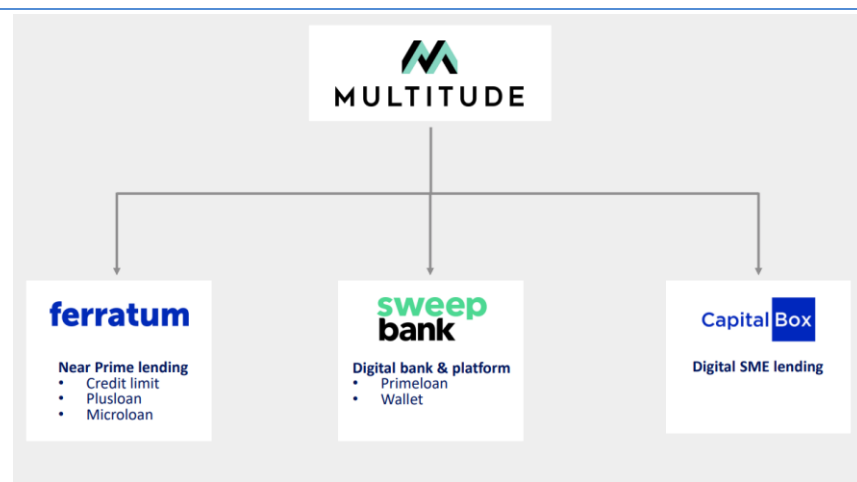 MULTITUDE
ferratum
Near Prime lending
• Credit limit
• Plusloan
• Microloan
sweep
bank
Digital bank & platform
• Primeloan
• Wallet
Capital Box
Digital SME lending